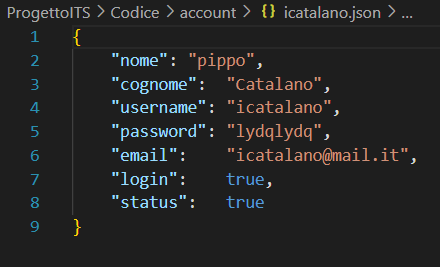 ProgettoITS > Codice > account > {} icatalano.json > ...
1 {
2 "nome": "pippo",
3 "cognome": "Catalano",
4 "username": "icatalano",
5 "password": "lydqlydq",
6 "email": "icatalano@mail.it",
7 "login": true,
8 "status": true
9 }